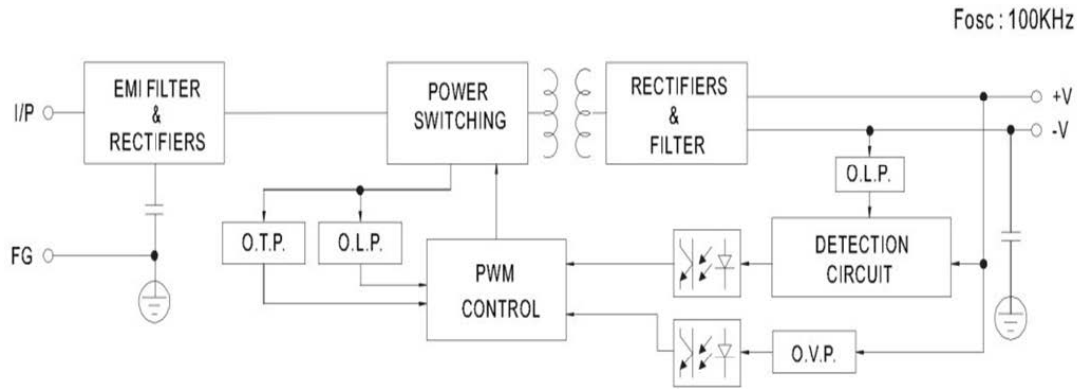 Fosc : 100KHz
I/P
EMI FILTER
&
RECTIFIERS
POWER
SWITCHING
RECTIFIERS
&
FILTER
+V
-V
O.L.P.
O.T.P.
O.L.P.
FG
PWM
CONTROL
DETECTION
CIRCUIT
O.V.P.